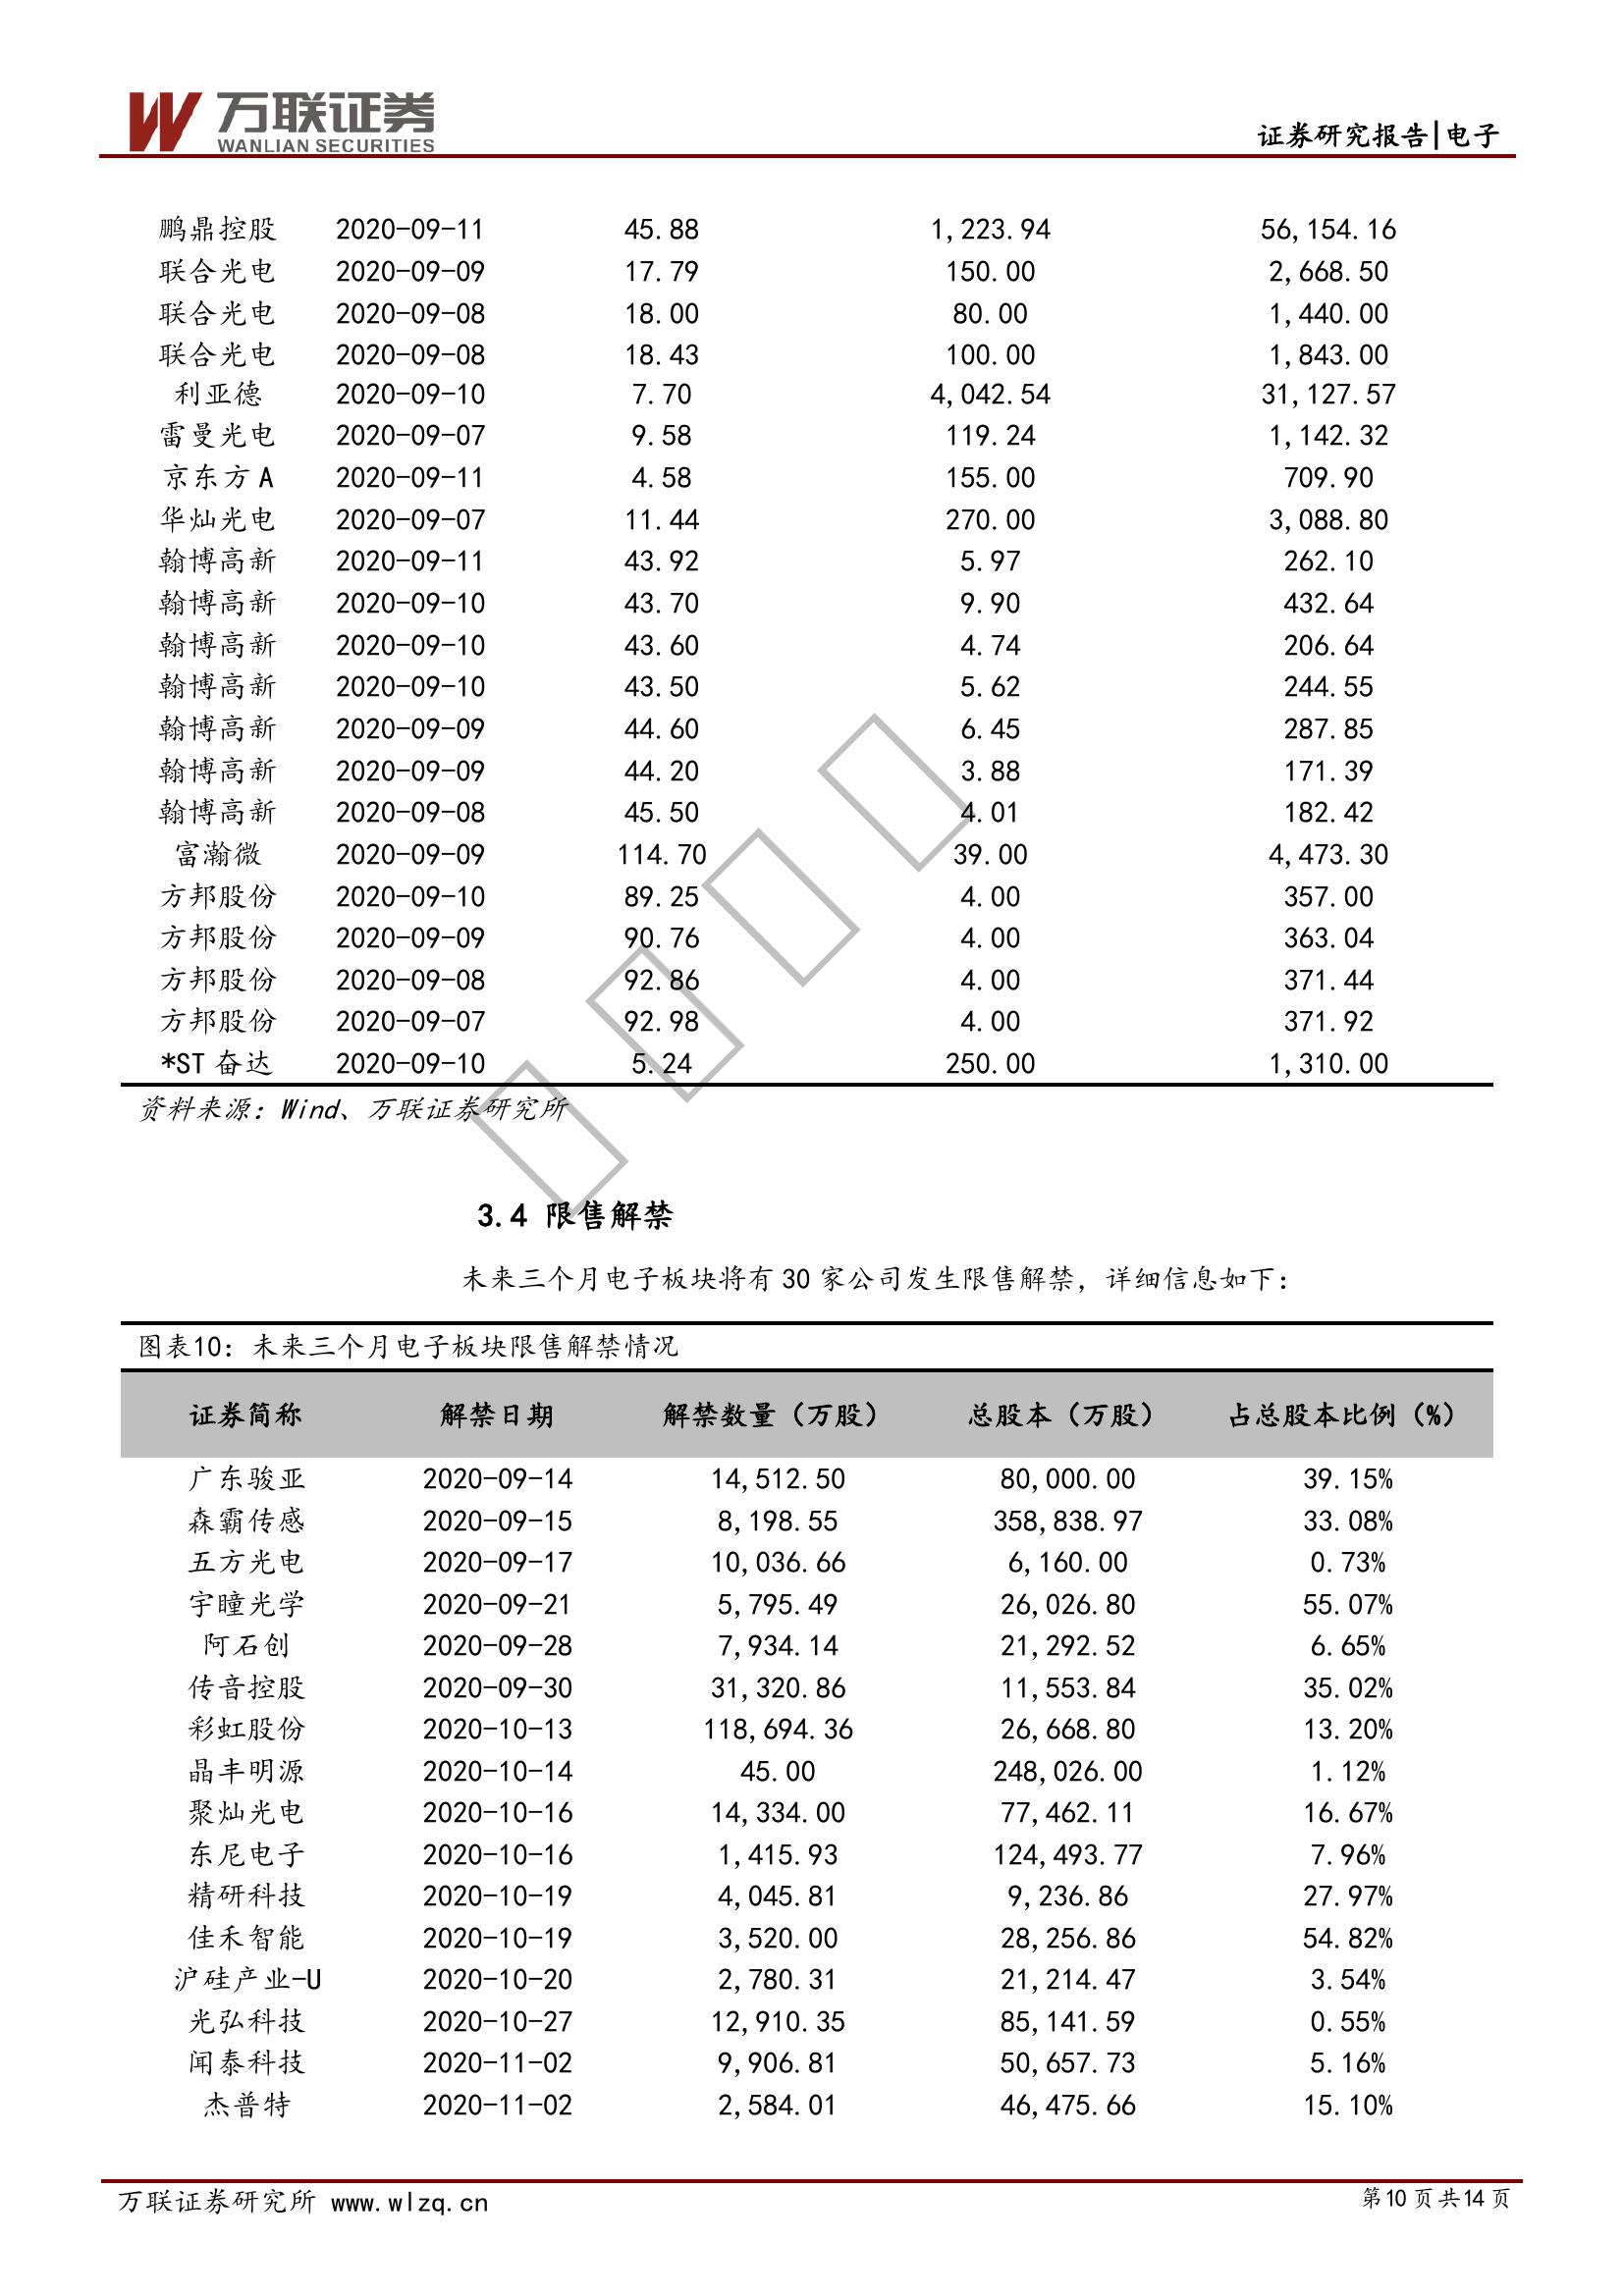 万联证券
WANLIAN SECURITIES
证券研究报告|电子
鹏鼎控股 2020-09-11 45.88 1,223.94 56,154.16
联合光电 2020-09-09 17.79 150.00 2,668.50
联合光电 2020-09-08 18.00 80.00 1,440.00
联合光电 2020-09-08 18.43 100.00 1,843.00
利亚德 2020-09-10 7.70 4,042.54 31,127.57
雷曼光电 2020-09-07 9.58 119.24 1,142.32
京东方 A 2020-09-11 4.58 155.00 709.90
华灿光电 2020-09-07 11.44 270.00 3,088.80
翰博高新 2020-09-11 43.92 5.97 262.10
翰博高新 2020-09-10 43.70 9.90 432.64
翰博高新 2020-09-10 43.60 4.74 206.64
翰博高新 2020-09-10 43.50 5.62 244.55
翰博高新 2020-09-09 44.60 6.45 287.85
翰博高新 2020-09-09 44.20 3.88 171.39
翰博高新 2020-09-08 45.50 4.01 182.42
富瀚微 2020-09-09 114.70 39.00 4,473.30
方邦股份 2020-09-10 89.25 4.00 357.00
方邦股份 2020-09-09 90.76 4.00 363.04
方邦股份 2020-09-08 92.86 4.00 371.44
方邦股份 2020-09-07 92.98 4.00 371.92
*ST 奋达 2020-09-10 5.24 250.00 1,310.00
资料来源：Wind、万联证券研究所
3.4 限售解禁
未来三个月电子板块将有 30 家公司发生限售解禁，详细信息如下：
图表10：未来三个月电子板块限售解禁情况
证券简称 解禁日期 解禁数量（万股） 总股本（万股） 占总股本比例（%）
广东骏亚 2020-09-14 14,512.50 80,000.00 39.15%
森霸传感 2020-09-15 8,198.55 358,838.97 33.08%
五方光电 2020-09-17 10,036.66 6,160.00 0.73%
宇瞳光学 2020-09-21 5,795.49 26,026.80 55.07%
阿石创 2020-09-28 7,934.14 21,292.52 6.65%
传音控股 2020-09-30 31,320.86 11,553.84 35.02%
彩虹股份 2020-10-13 118,694.36 26,668.80 13.20%
晶丰明源 2020-10-14 45.00 248,026.00 1.12%
聚灿光电 2020-10-16 14,334.00 77,462.11 16.67%
东尼电子 2020-10-16 1,415.93 124,493.77 7.96%
精研科技 2020-10-19 4,045.81 9,236.86 27.97%
佳禾智能 2020-10-19 3,520.00 28,256.86 54.82%
沪硅产业-U 2020-10-20 2,780.31 21,214.47 3.54%
光弘科技 2020-10-27 12,910.35 85,141.59 0.55%
闻泰科技 2020-11-02 9,906.81 50,657.73 5.16%
杰普特 2020-11-02 2,584.01 46,475.66 15.10%
万联证券研究所 www.wlzq.cn
第10 页 共14 页